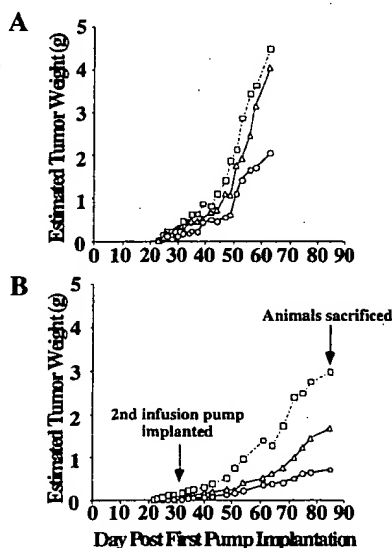 A
Estimated Tumor Weight (g)
5
4
3
2
1
0
0 10 20 30 40 50 60 70 80 90
B
Estimated Tumor Weight (g)
5
4
3
2
1
0
Animals sacrificed
2nd infusion pump
implanted
0 10 20 30 40 50 60 70 80 90
Day Post First Pump Implantation